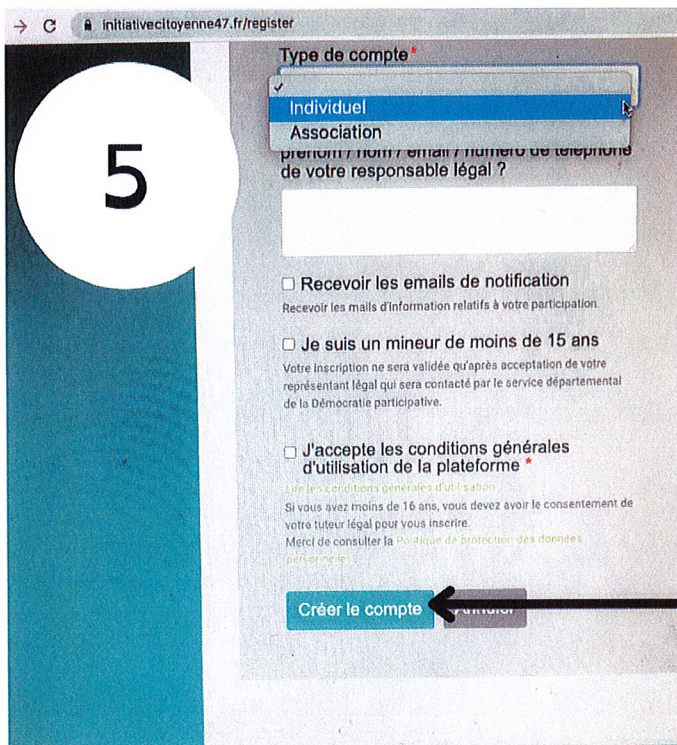 initiativecitoyenne47.fr/register
5
Type de compte*
Individuel
Association
prénom / nom / email / numéro de téléphone
de votre responsable légal ?
Recevoir les emails de notification
Recevoir les mails d'information relatifs à votre participation.
Je suis un mineur de moins de 15 ans
Votre inscription ne sera validée qu'après acceptation de votre
représentant légal qui sera contacté par le service départemental
de la Démocratie participative.
J'accepte les conditions générales
d'utilisation de la plateforme *
Lire les conditions générales d'utilisation
Si vous avez moins de 16 ans, vous devez avoir le consentement de
votre tuteur légal pour vous inscrire.
Merci de consulter la Politique de protection des données
personnelles.
Créer le compte
Annuler